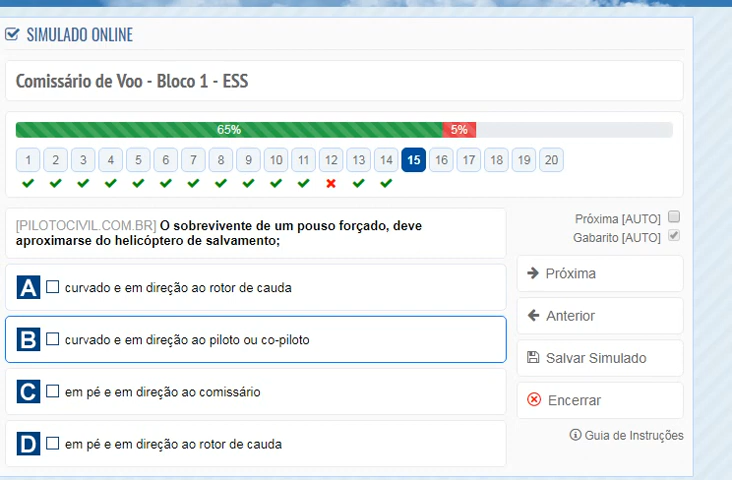 SIMULADO ONLINE
Comissário de Voo - Bloco 1 - ESS
65% 5%
1 2 3 4 5 6 7 8 9 10 11 12 13 14 15 16 17 18 19 20
[PILOTOCIVIL.COM.BR] O sobrevivente de um pouso forçado, deve
aproximarse do helicóptero de salvamento;
A curvado e em direção ao rotor de cauda
B curvado e em direção ao piloto ou co-piloto
C em pé e em direção ao comissário
D em pé e em direção ao rotor de cauda
Próxima [AUTO]
Gabarito [AUTO]
Próxima
Anterior
Salvar Simulado
Encerrar
Guia de Instruções